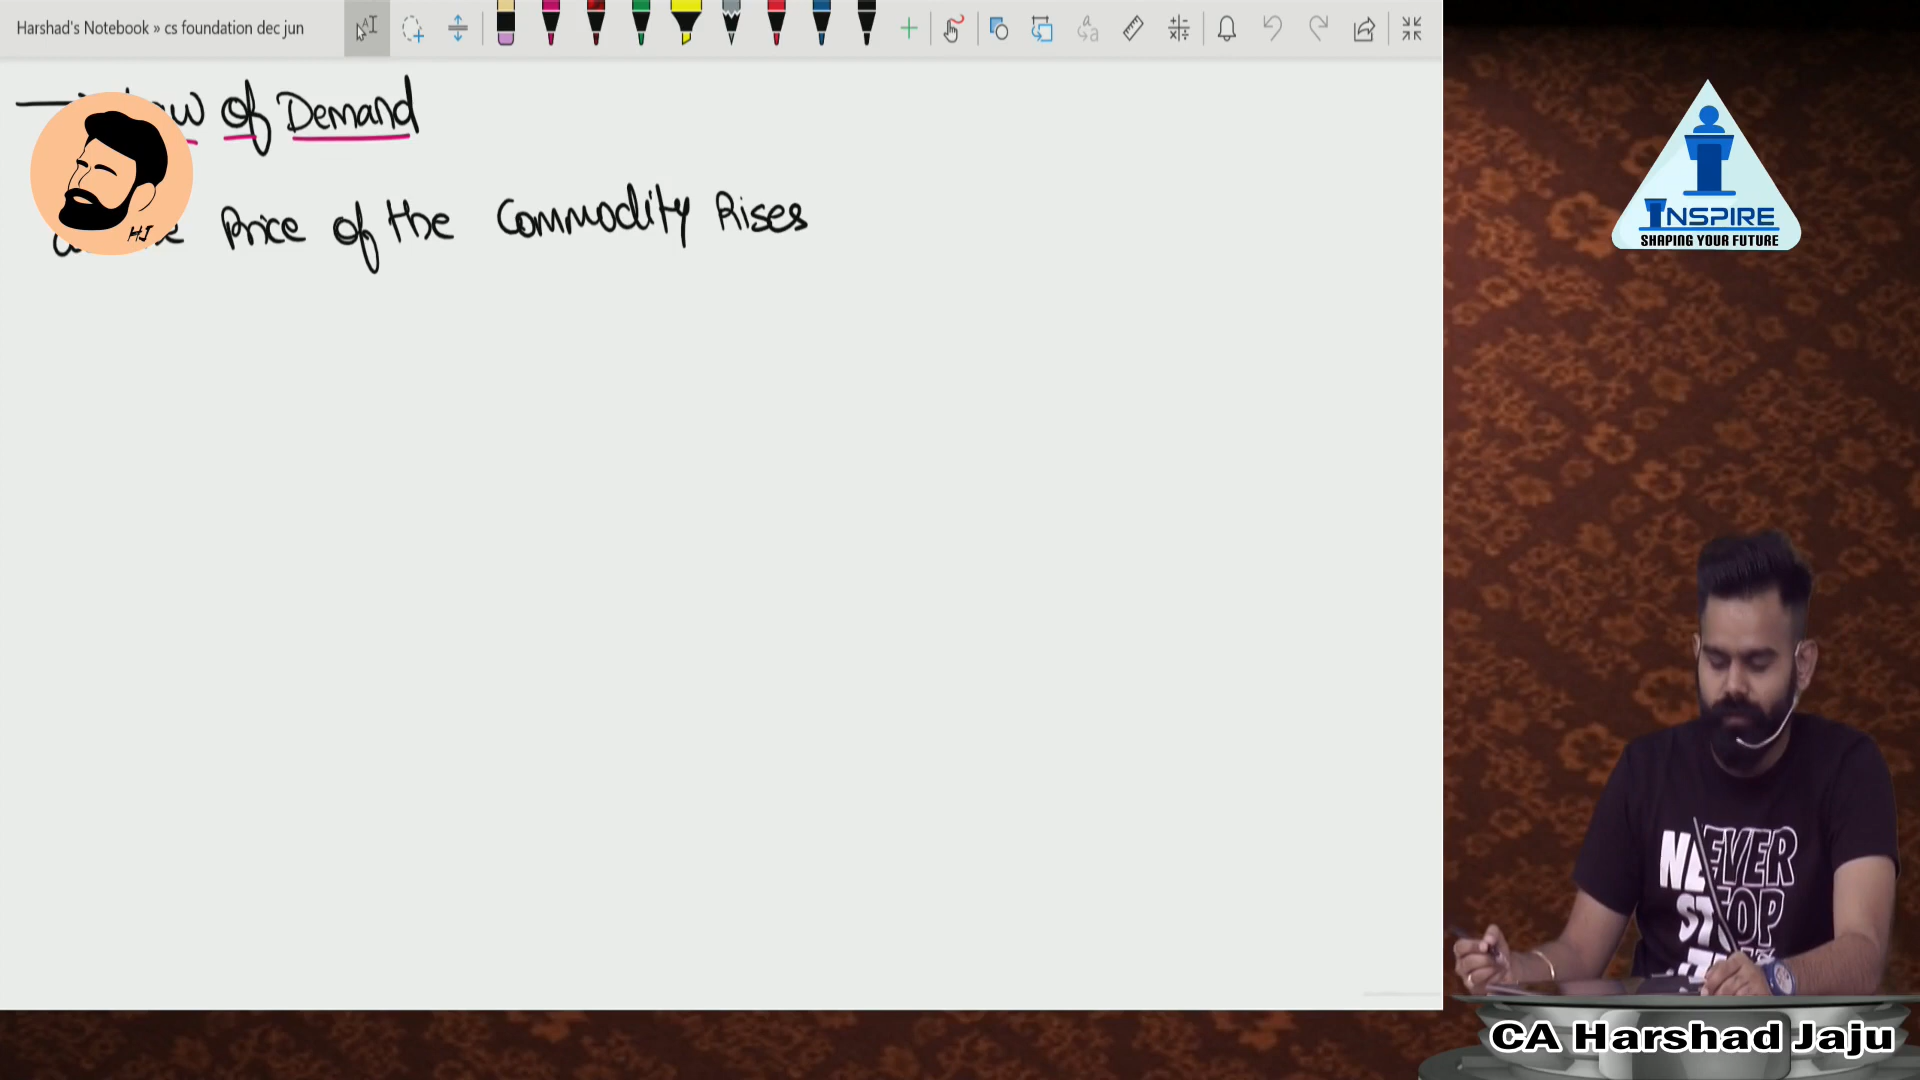 Harshad's Notebook » cs foundation dec jun
of Demand
Price of the Commodity Rises
HJ
INSPIRE
SHAPING YOUR FUTURE
NEVER
STOP
CA Harshad Jaju